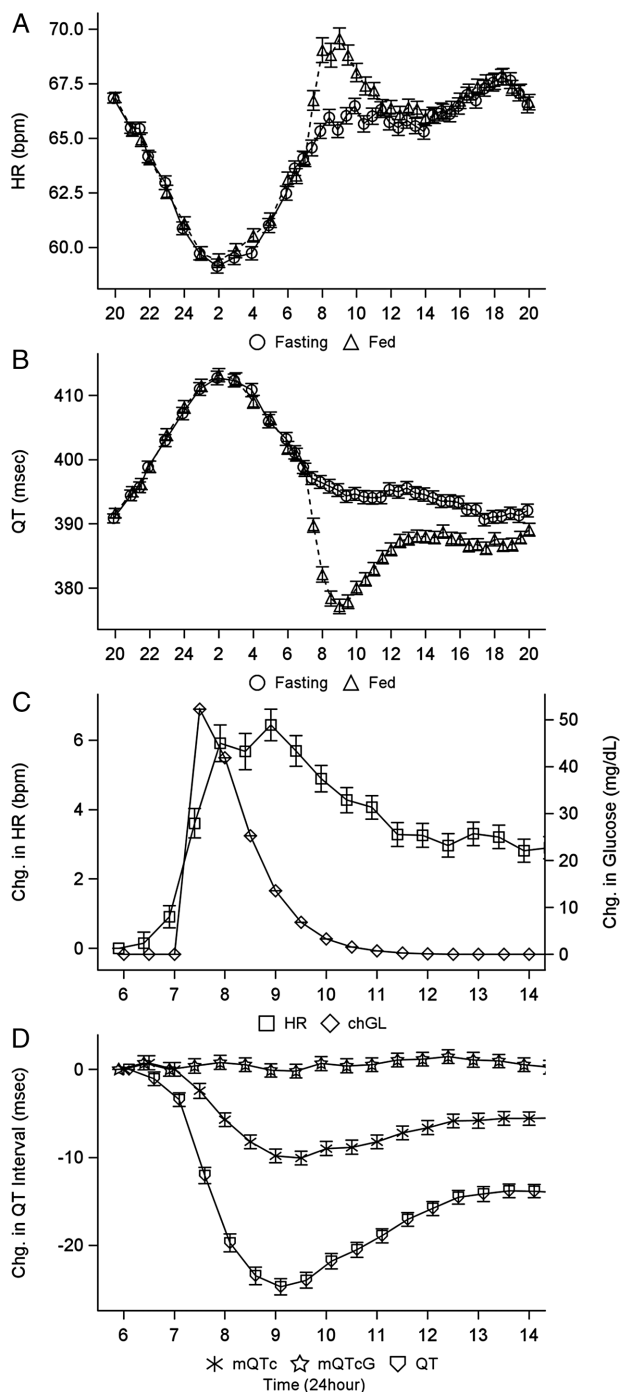 A
HR (bpm)
70.0
67.5
65.0
62.5
60.0
20 22 24 2 4 6 8 10 12 14 16 18 20
Fasting Fed
B
QT (msec)
410
400
390
380
20 22 24 2 4 6 8 10 12 14 16 18 20
Fasting Fed
C
Chg. in HR (bpm)
6
4
2
0
50
40
30
20
10
0
Chg. in Glucose (mg/dL)
6 7 8 9 10 11 12 13 14
HR chGL
D
Chg. in QT Interval (msec)
0
-10
-20
6 7 8 9 10 11 12 13 14
mQTc mQTcG QT
Time (24hour)